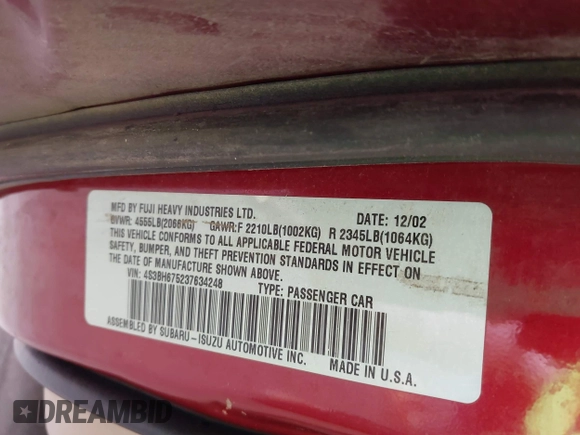 MFD BY FUJI HEAVY INDUSTRIES LTD. DATE: 12/02
GVWR: 4555LB(2066KG) GAWR:F 2210LB(1002KG) R 2345LB(1064KG)
THIS VEHICLE CONFORMS TO ALL APPLICABLE FEDERAL MOTOR VEHICLE
SAFETY, BUMPER, AND THEFT PREVENTION STANDARDS IN EFFECT ON
THE DATE OF MANUFACTURE SHOWN ABOVE.
VIN: 4S3BH675237634248 TYPE: PASSENGER CAR
ASSEMBLED BY SUBARU-ISUZU AUTOMOTIVE INC. MADE IN U.S.A.
DREAMBID